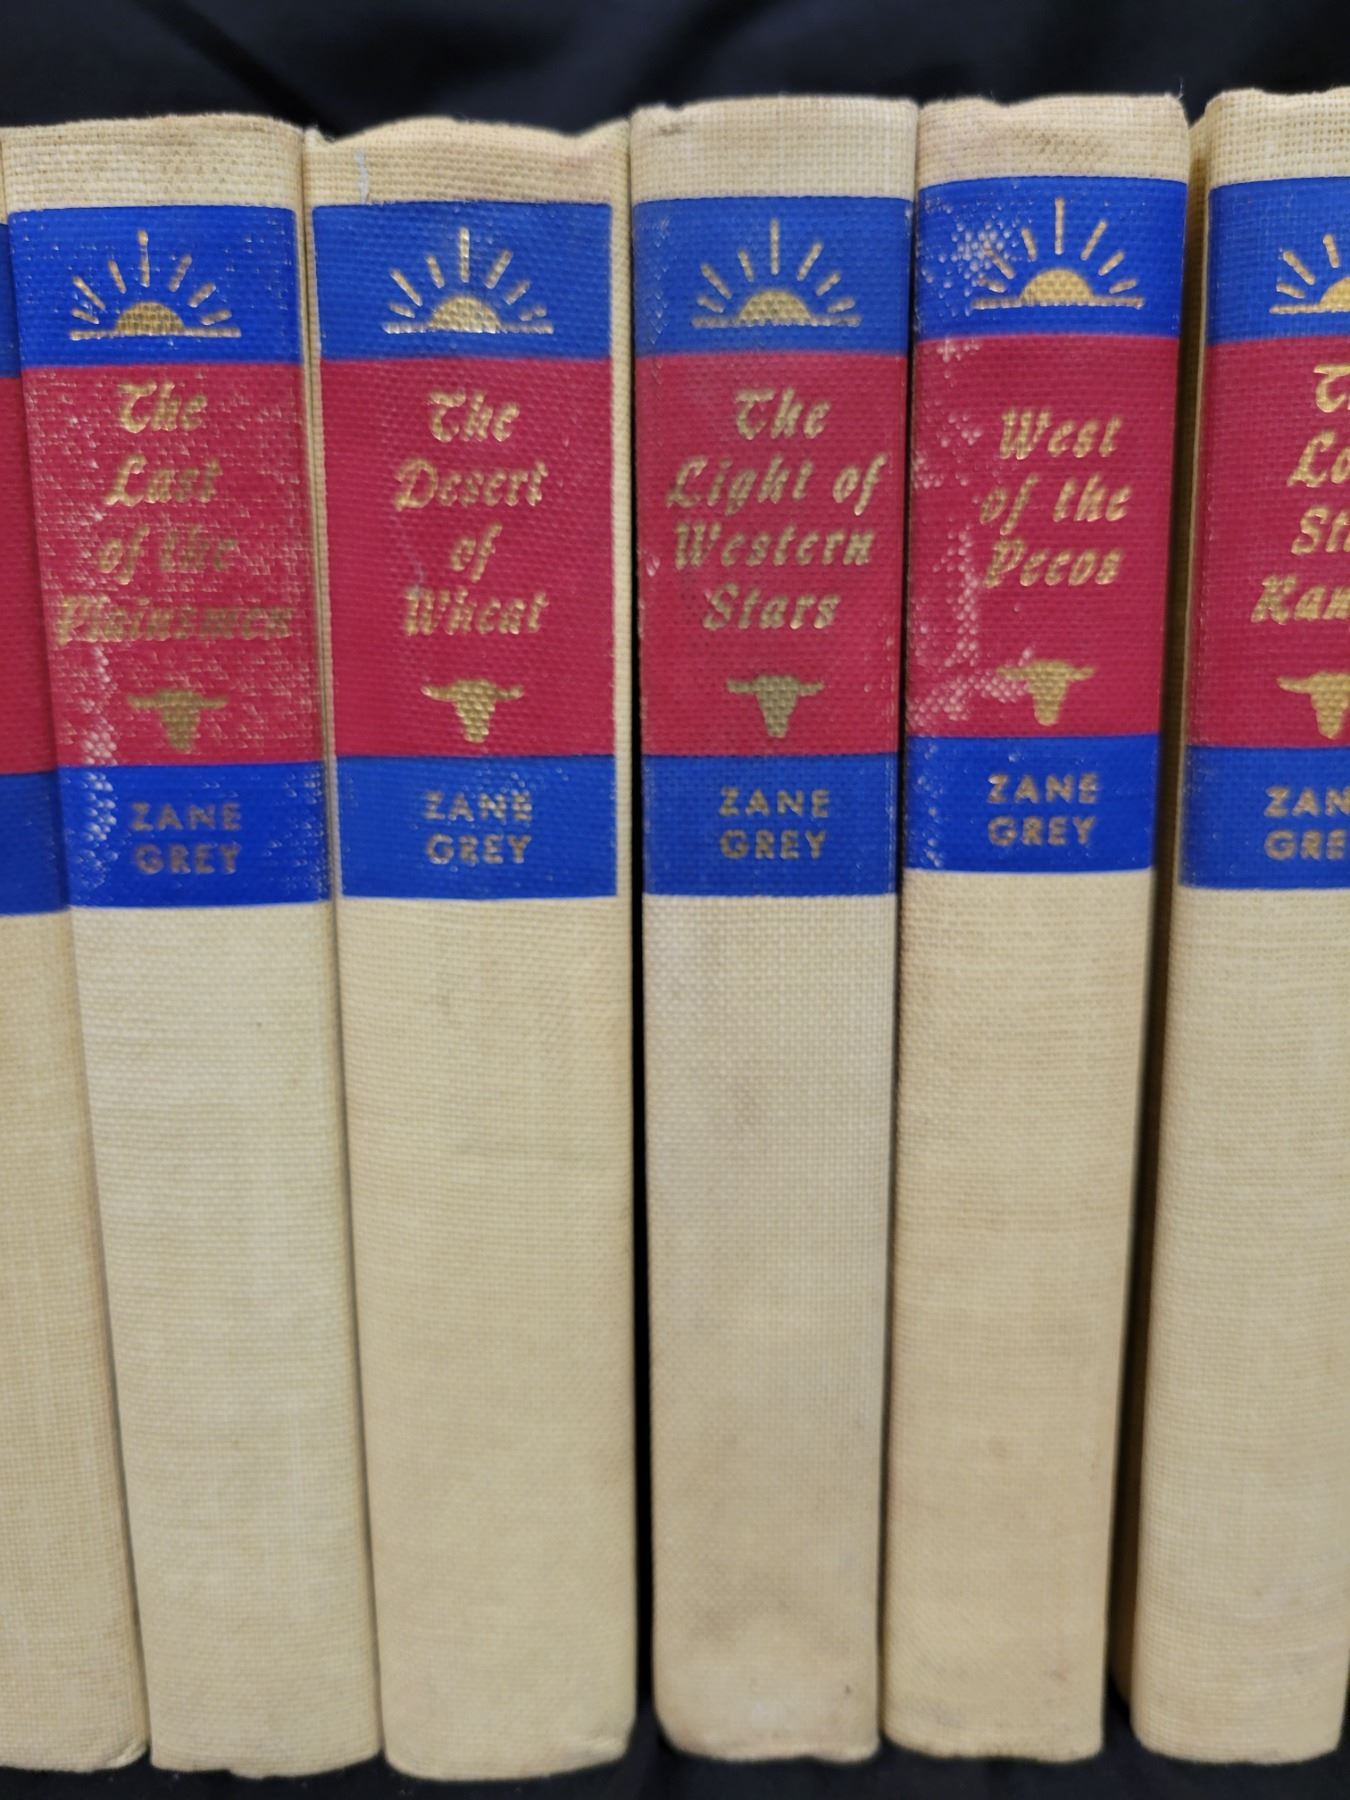 The
Last
of the
Plainsmen
ZANE
GREY
The
Desert
of
Wheat
ZANE
GREY
The
Light of
Western
Stars
ZANE
GREY
West
of the
Pecos
ZANE
GREY